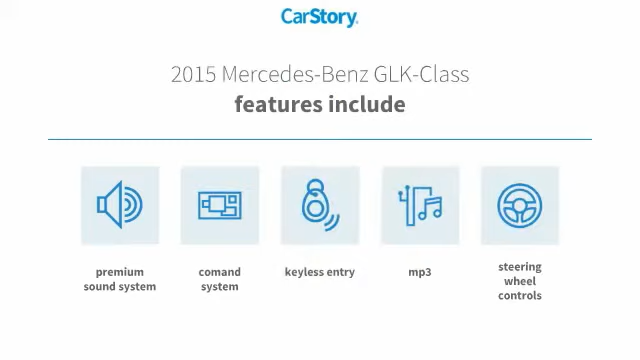 CarStory.
2015 Mercedes-Benz GLK-Class
features include
premium
sound system
comand
system
keyless entry
mp3
steering
wheel
controls